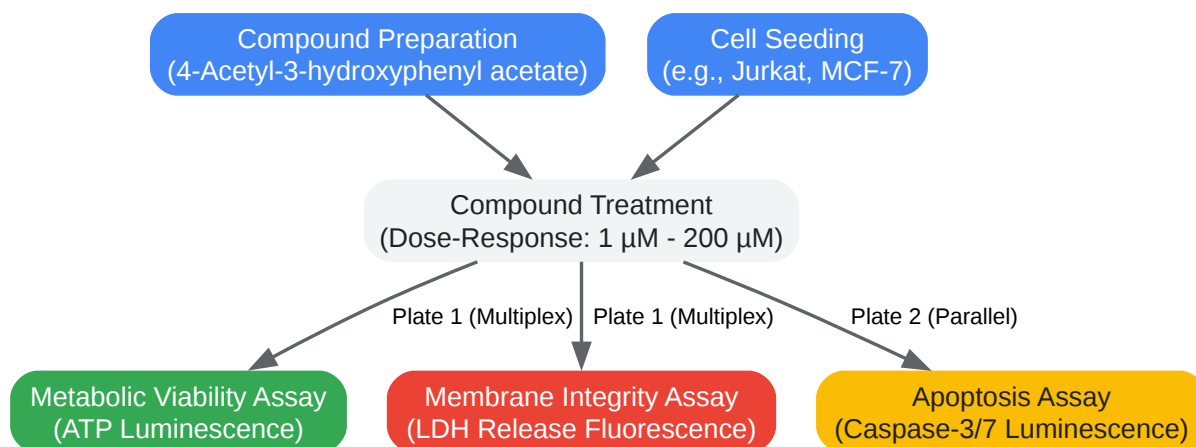 Compound Preparation
(4-Acetyl-3-hydroxyphenyl acetate)
Cell Seeding
(e.g., Jurkat, MCF-7)
Compound Treatment
(Dose-Response: 1 µM - 200 µM)
Plate 1 (Multiplex)
Plate 1 (Multiplex)
Plate 2 (Parallel)
Metabolic Viability Assay
(ATP Luminescence)
Membrane Integrity Assay
(LDH Release Fluorescence)
Apoptosis Assay
(Caspase-3/7 Luminescence)